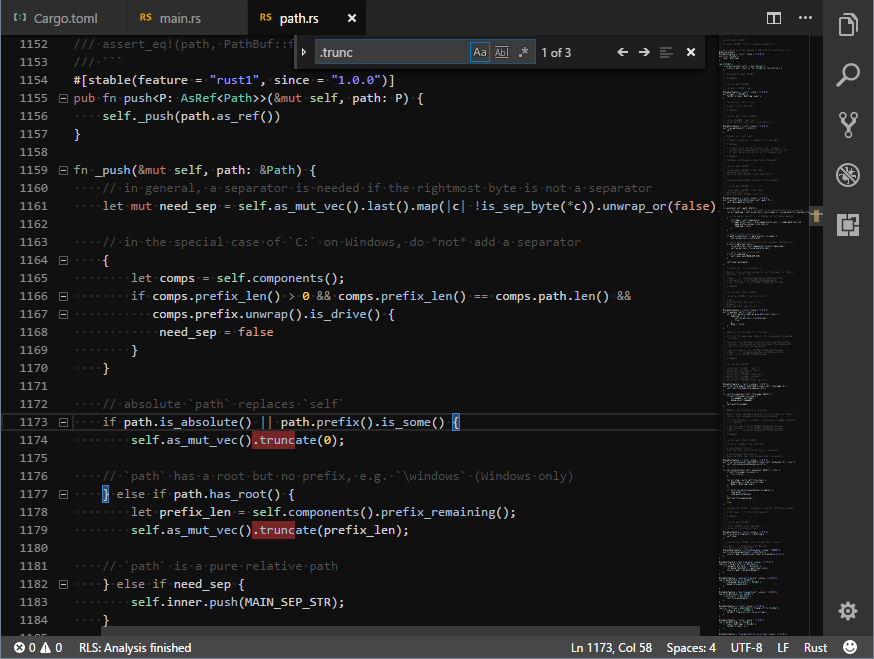 Cargo.toml RS main.rs RS path.rs
.trunc Aa Abl .* 1 of 3
1152 /// assert_eq!(path, PathBuf::f
1153 /// ```
1154 #[stable(feature = "rust1", since = "1.0.0")]
1155 pub fn push<P: AsRef<Path>>(&mut self, path: P) {
1156 self._push(path.as_ref())
1157 }
1158
1159 fn _push(&mut self, path: &Path) {
1160 // in general, a separator is needed if the rightmost byte is not a separator
1161 let mut need_sep = self.as_mut_vec().last().map(|c| !is_sep_byte(*c)).unwrap_or(false)
1162
1163 // in the special case of `C:` on Windows, do *not* add a separator
1164 {
1165 let comps = self.components();
1166 if comps.prefix_len() > 0 && comps.prefix_len() == comps.path.len() &&
1167 comps.prefix.unwrap().is_drive() {
1168 need_sep = false
1169 }
1170 }
1171
1172 // absolute `path` replaces `self`
1173 if path.is_absolute() || path.prefix().is_some() {
1174 self.as_mut_vec().truncate(0);
1175
1176 // `path` has a root but no prefix, e.g. `\windows` (Windows only)
1177 } else if path.has_root() {
1178 let prefix_len = self.components().prefix_remaining();
1179 self.as_mut_vec().truncate(prefix_len);
1180
1181 // `path` is a pure relative path
1182 } else if need_sep {
1183 self.inner.push(MAIN_SEP_STR);
1184 }
1185
0 0 RLS: Analysis finished Ln 1173, Col 58 Spaces: 4 UTF-8 LF Rust